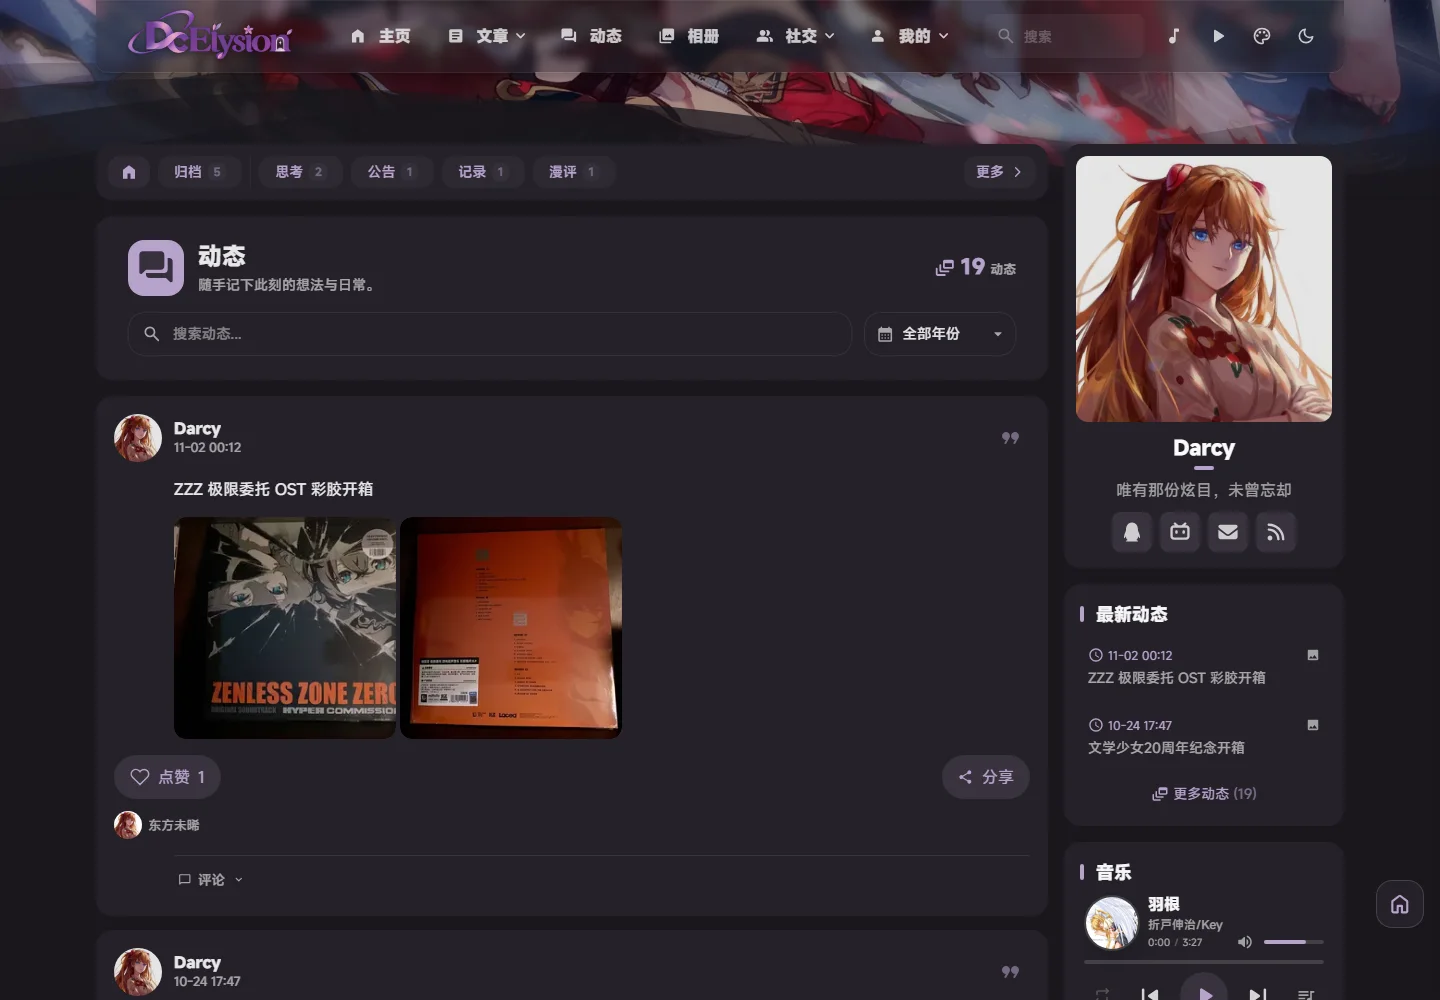 DcElysion
主页
文章
动态
相册
社交
我的
搜索
归档 5
思考 2
公告 1
记录 1
漫评 1
更多
动态
随手记下此刻的想法与日常。
19 动态
搜索动态...
全部年份
Darcy
11-02 00:12
ZZZ 极限委托 OST 彩胶开箱
ZENLESS ZONE ZERO
HYPER COMMISSION
点赞 1
分享
东方未晞
评论
Darcy
10-24 17:47
Darcy
唯有那份炫目，未曾忘却
最新动态
11-02 00:12
ZZZ 极限委托 OST 彩胶开箱
10-24 17:47
文学少女20周年纪念开箱
更多动态 (19)
音乐
羽根
折戸伸治/Key
0:00 / 3:27